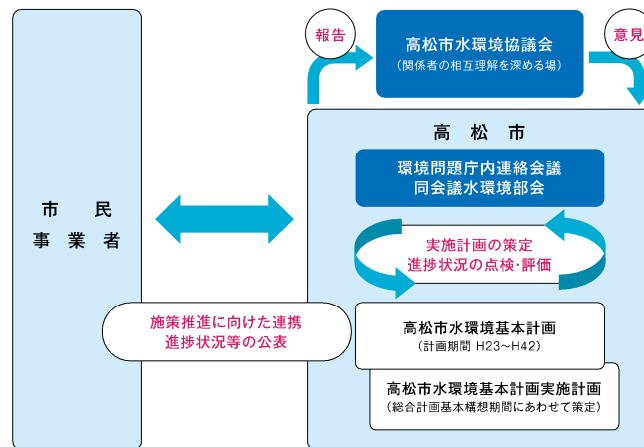 報告
高松市水環境協議会
(関係者の相互理解を深める場)
意見
高松市
環境問題庁内連絡会議
同会議水環境部会
市民
事業者
実施計画の策定
進捗状況の点検・評価
施策推進に向けた連携
進捗状況等の公表
高松市水環境基本計画
(計画期間 H23〜H42)
高松市水環境基本計画実施計画
(総合計画基本構想期間にあわせて策定)